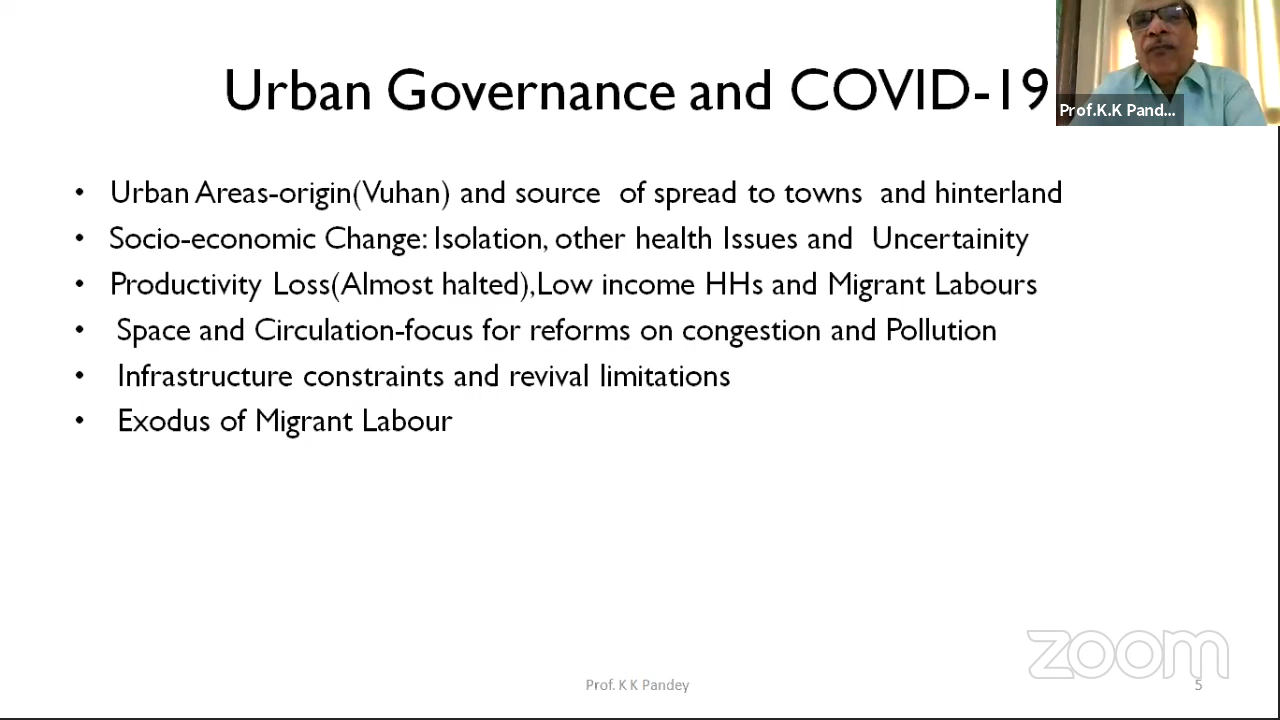 Urban Governance and COVID-19
Prof.K.K Pand...
• Urban Areas-origin(Vuhan) and source of spread to towns and hinterland
• Socio-economic Change: Isolation, other health Issues and Uncertainity
• Productivity Loss(Almost halted),Low income HHs and Migrant Labours
• Space and Circulation-focus for reforms on congestion and Pollution
• Infrastructure constraints and revival limitations
• Exodus of Migrant Labour
zoom
Prof. K K Pandey
5